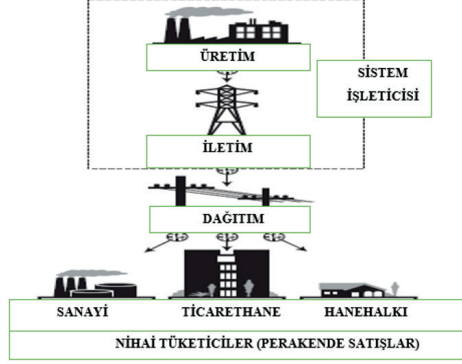 ÜRETİM
SİSTEM
İŞLETİCİSİ
İLETİM
DAĞITIM
SANAYİ
TİCARETHANE
HANEHALKI
NİHAİ TÜKETİCİLER (PERAKENDE SATIŞLAR)